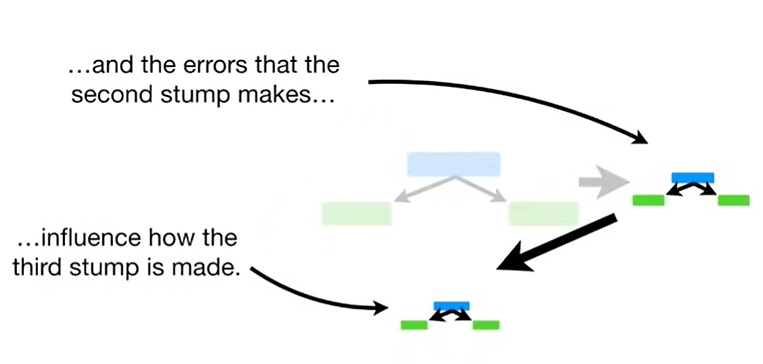 …and the errors that the
second stump makes…
…influence how the
third stump is made.